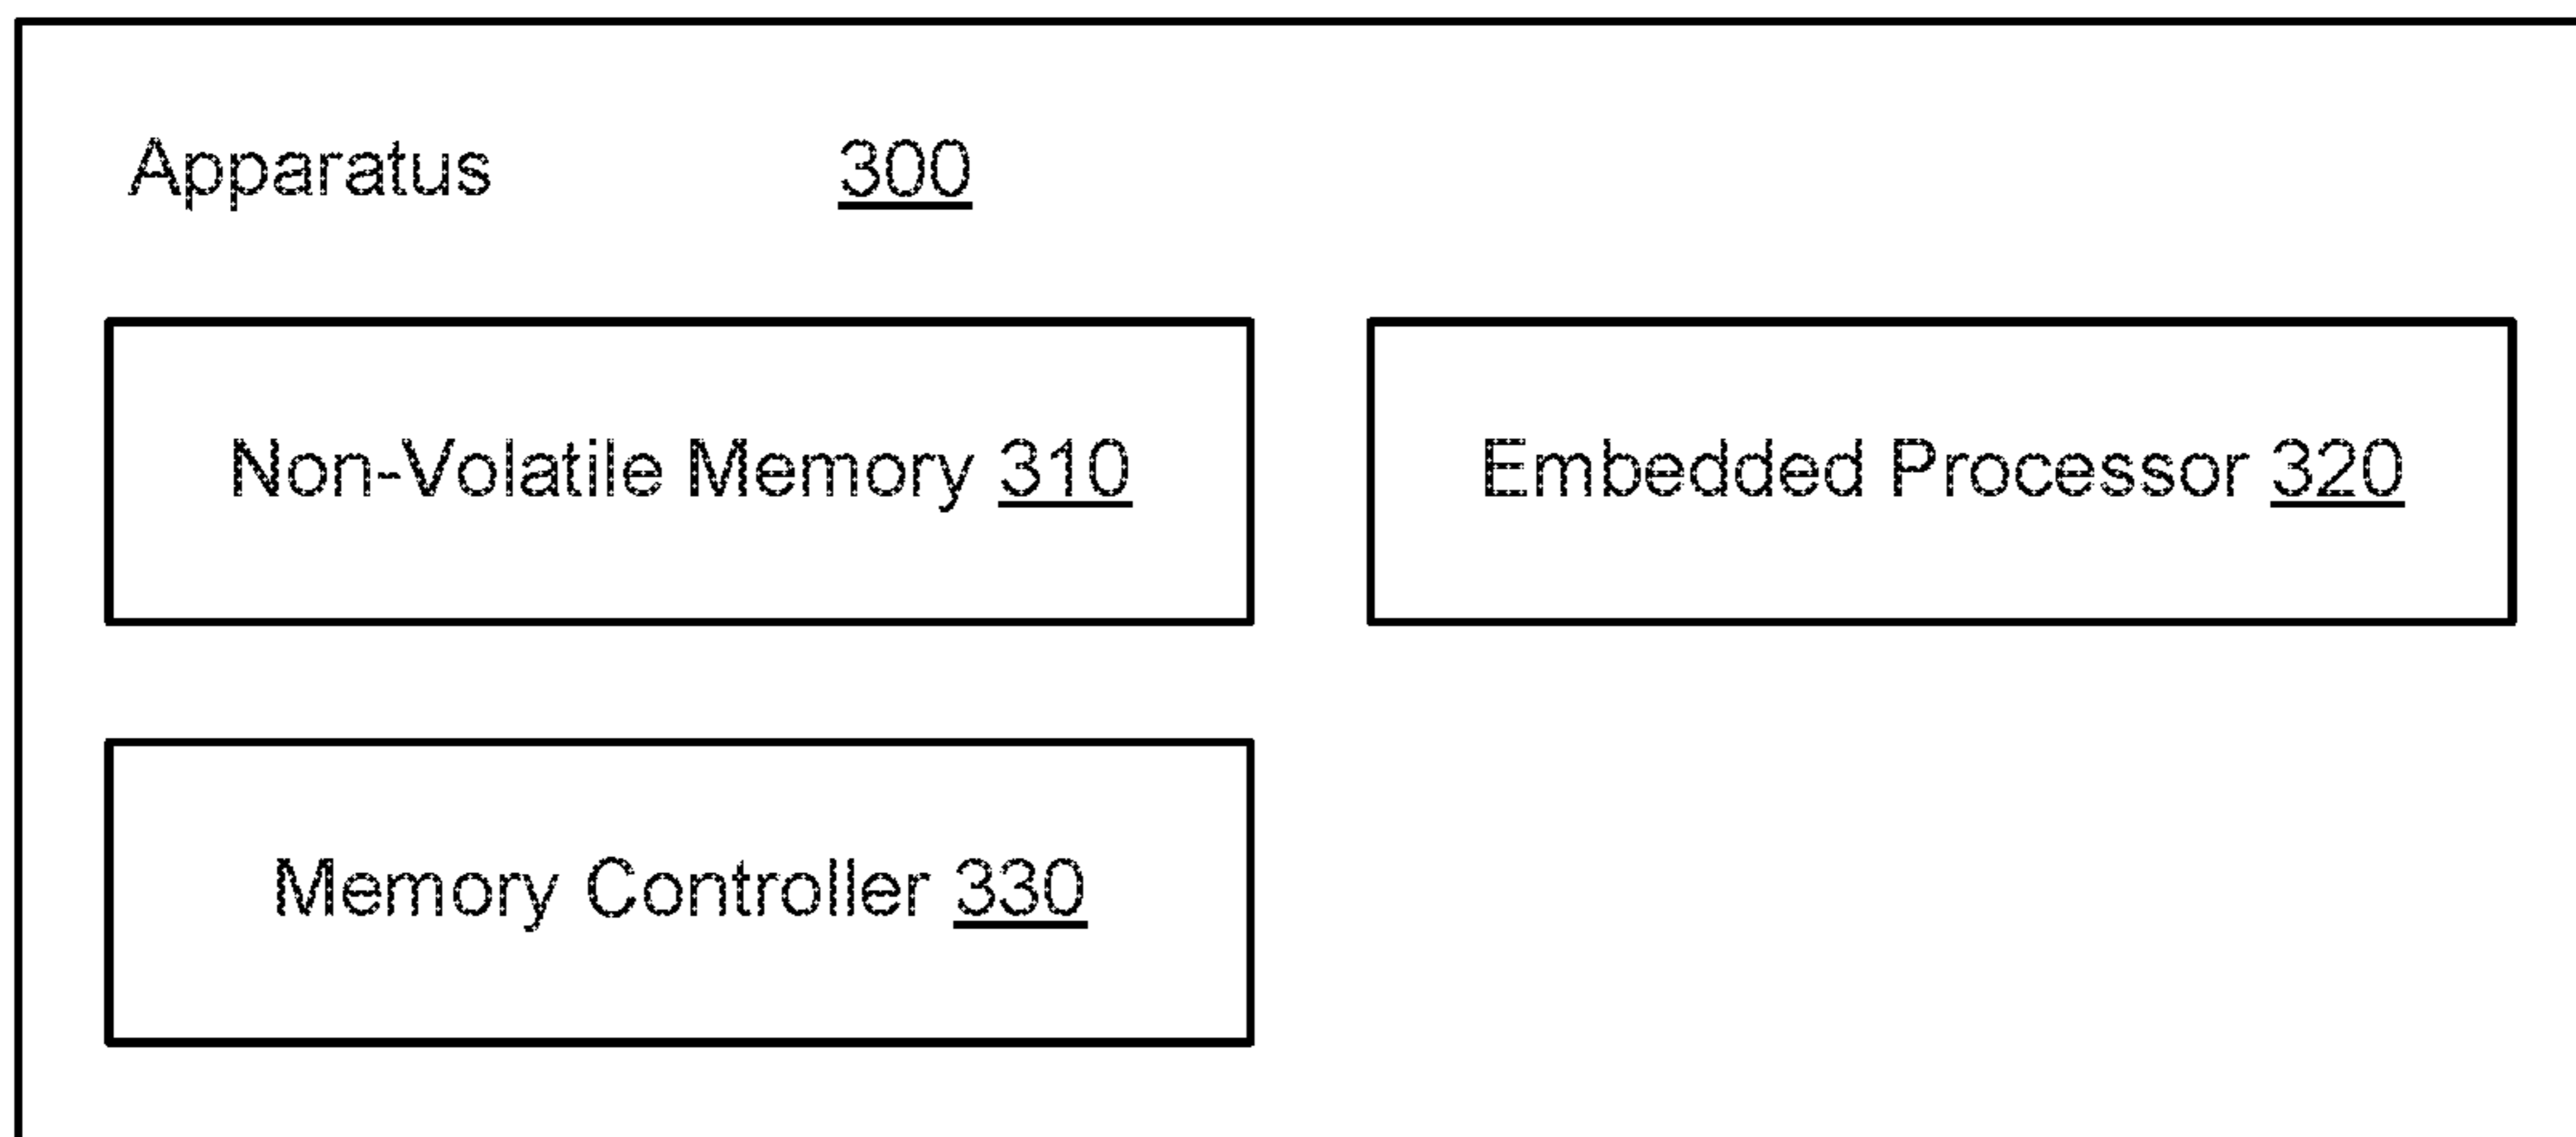 Apparatus 300
Non-Volatile Memory 310
Embedded Processor 320
Memory Controller 330